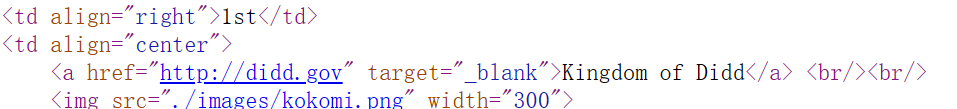 <td align="right">1st</td>
<td align="center">
<a href="http://didd.gov" target="_blank">Kingdom of Didd</a> <br/><br/>
<img src="./images/kokomi.png" width="300">